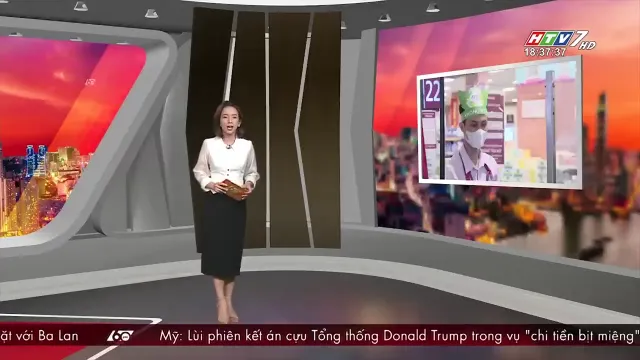 HTV7 HD
18:37:37
22
ặt với Ba Lan
60
Mỹ: Lùi phiên kết án cựu Tổng thống Donald Trump trong vụ "chi tiền bịt miệng"